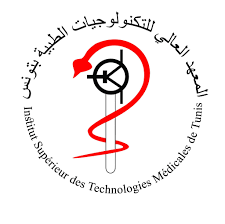 المعهد العالي للتكنولوجيات الطبية بتونس
Institut Supérieur des Technologies Médicales de Tunis